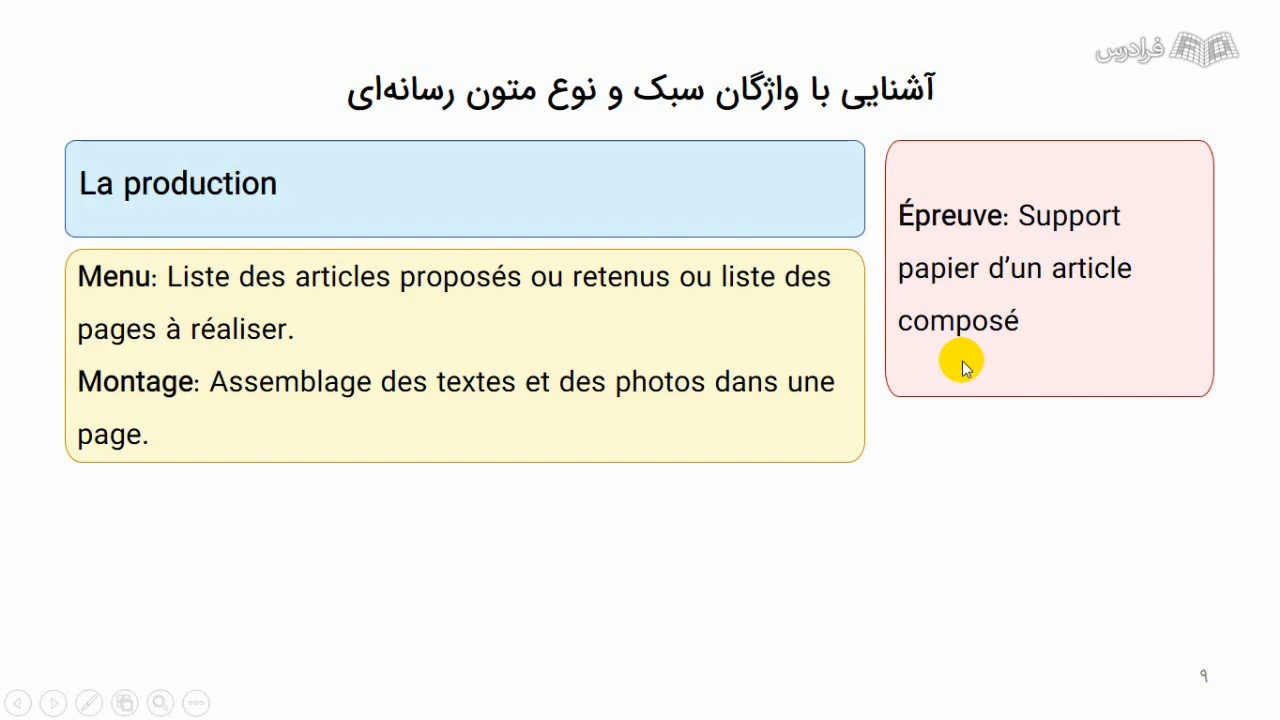 فرادرس
آشنایی با واژگان سبک و نوع متون رسانه‌ای
La production
Menu: Liste des articles proposés ou retenus ou liste des
pages à réaliser.
Montage: Assemblage des textes et des photos dans une
page.
Épreuve: Support
papier d’un article
composé
۹